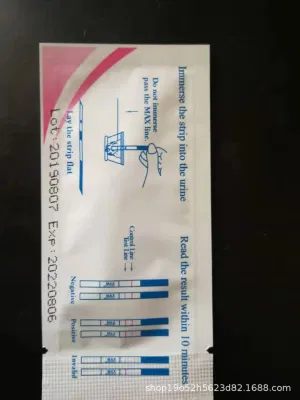 Immerse the strip into the urine
Read the result within 10 minutes
Do not immerse
pass the MAX line.
Lay the strip flat
Control Line
Test Line
Negative
Positive
Invalid
Lot:20190807 Exp:20220806
shop19o52h5623d82.1688.com